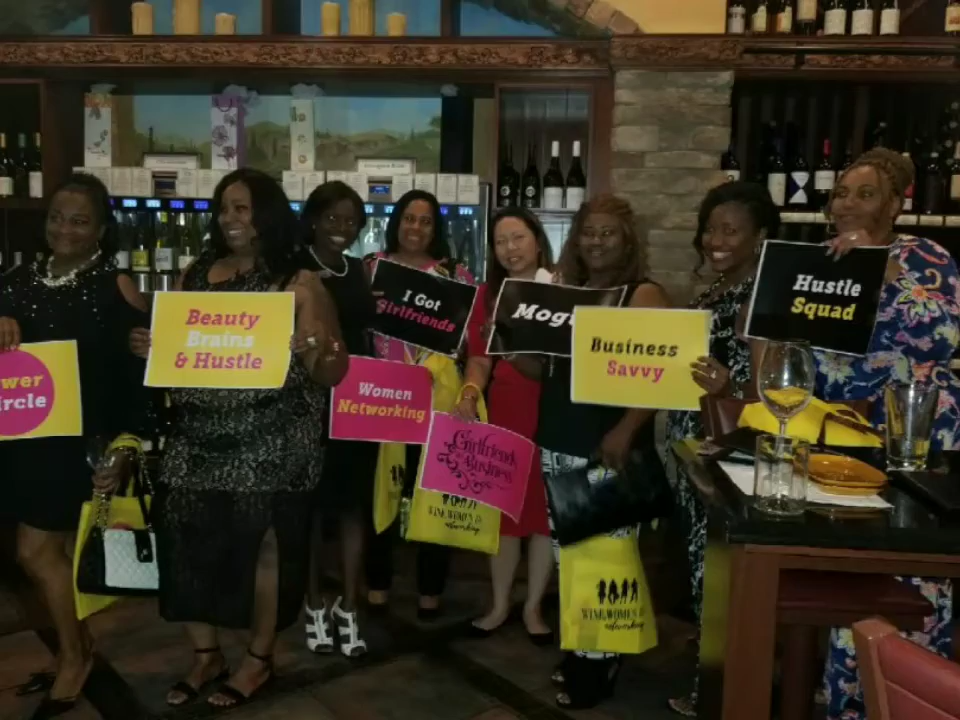 wer
ircle
Beauty
Brains
& Hustle
Women
Networking
I Got
Girlfriends
Girlfriends
Business
WINE,WOMEN &
networking
Mog
Business
Savvy
WINE,WOMEN &
networking
Hustle
Squad